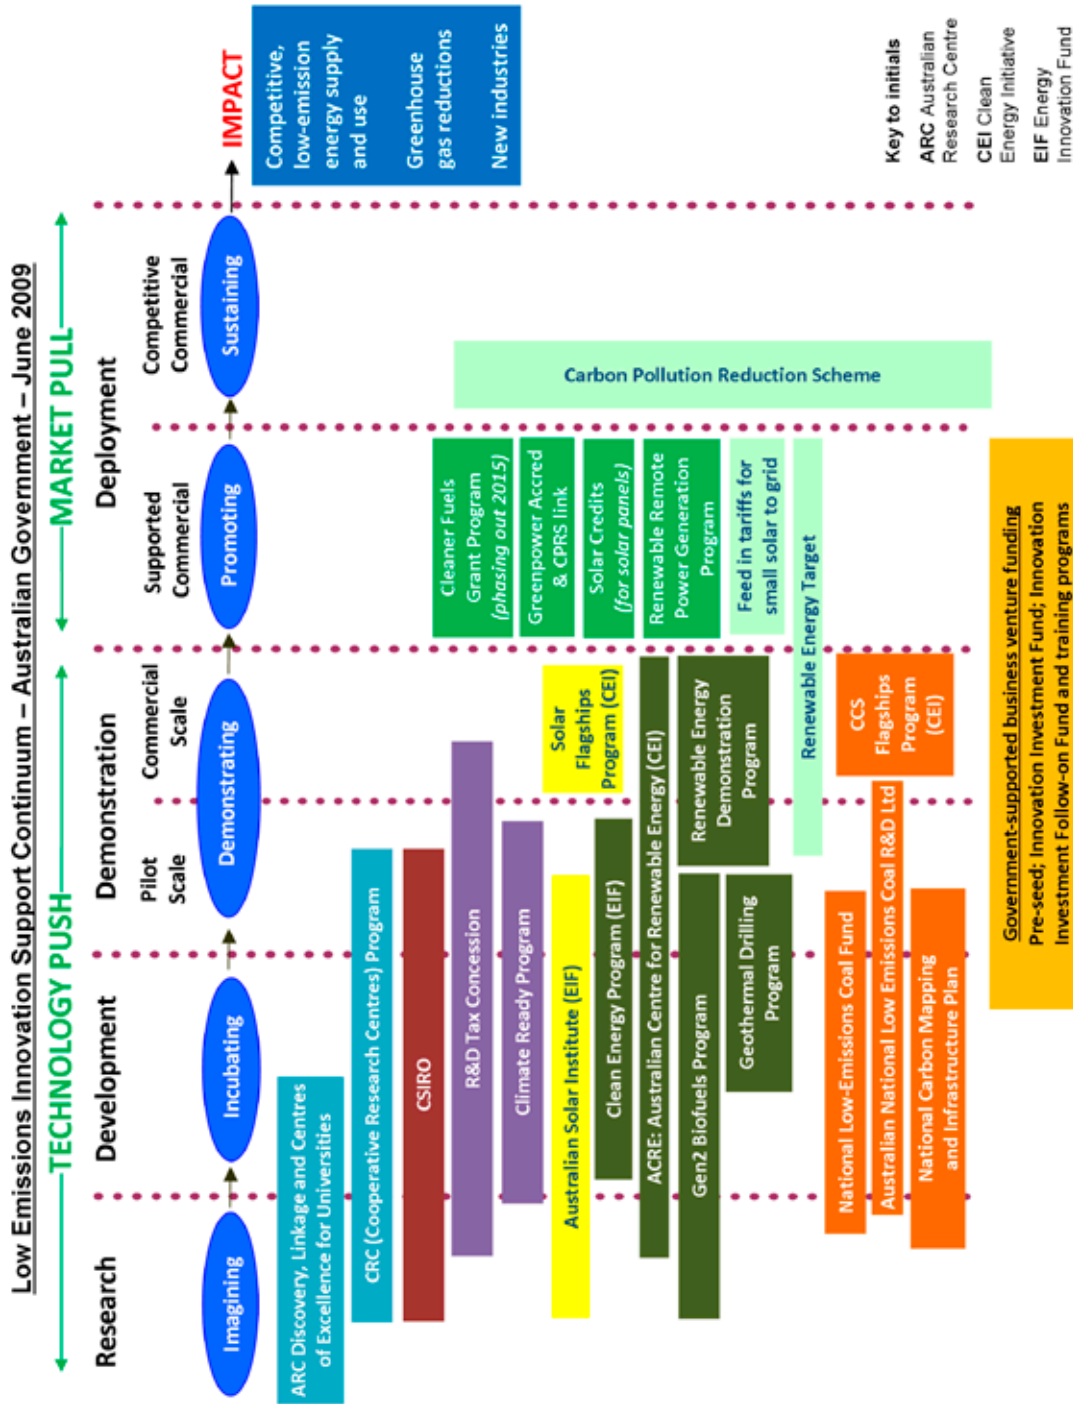 Low Emissions Innovation Support Continuum – Australian Government – June 2009
TECHNOLOGY PUSH
MARKET PULL
Research
Development
Demonstration
Deployment
Pilot
Scale
Commercial
Scale
Supported
Commercial
Competitive
Commercial
Imagining
Incubating
Demonstrating
Promoting
Sustaining
IMPACT
Competitive,
low-emission
energy supply
and use
Greenhouse
gas reductions
New industries
ARC Discovery, Linkage and Centres
of Excellence for Universities
CRC (Cooperative Research Centres) Program
CSIRO
R&D Tax Concession
Climate Ready Program
Australian Solar Institute (EIF)
Solar
Flagships
Program (CEI)
Clean Energy Program (EIF)
ACRE: Australian Centre for Renewable Energy (CEI)
Gen2 Biofuels Program
Renewable Energy
Demonstration
Program
Geothermal Drilling
Program
Cleaner Fuels
Grant Program
(phasing out 2015)
Greenpower Accred
& CPRS link
Solar Credits
(for solar panels)
Renewable Remote
Power Generation
Program
Feed in tariffs for
small solar to grid
Renewable Energy Target
Carbon Pollution Reduction Scheme
National Low-Emissions Coal Fund
Australian National Low Emissions Coal R&D Ltd
National Carbon Mapping
and Infrastructure Plan
CCS
Flagships
Program
(CEI)
Government-supported business venture funding
Pre-seed; Innovation Investment Fund; Innovation
Investment Follow-on Fund and training programs
Key to initials
ARC Australian
Research Centre
CEI Clean
Energy Initiative
EIF Energy
Innovation Fund